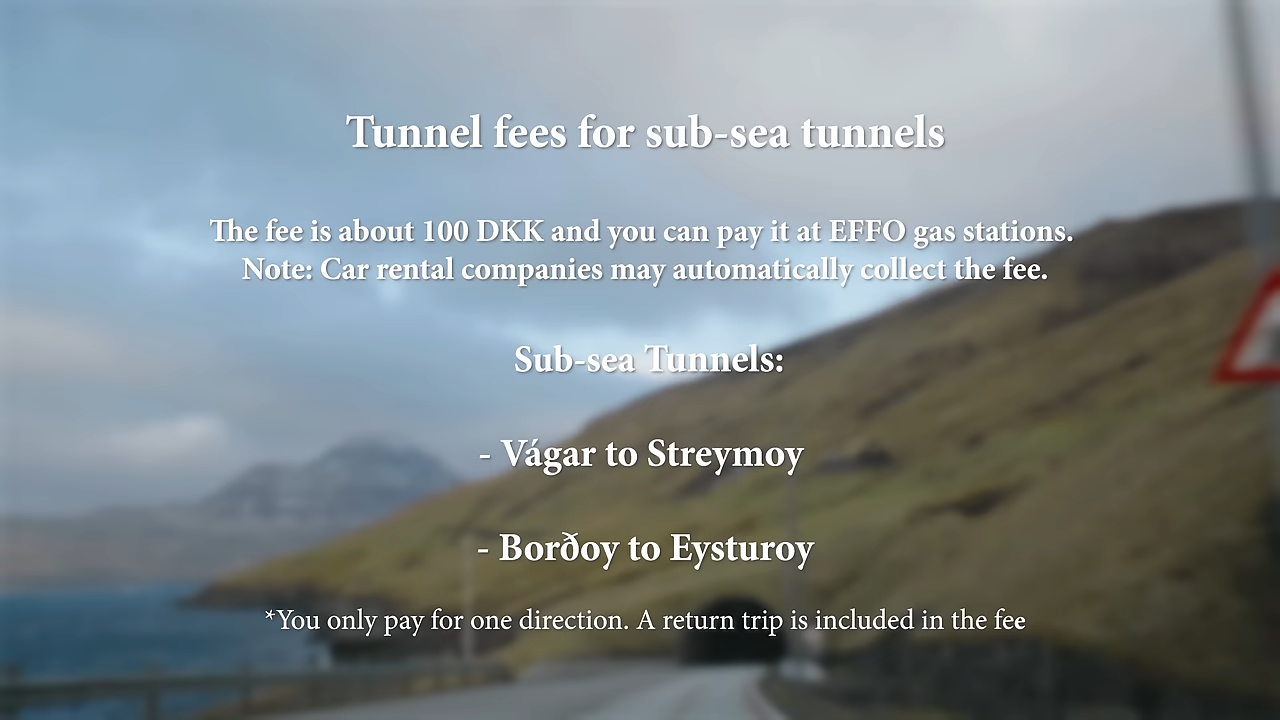 Tunnel fees for sub-sea tunnels
The fee is about 100 DKK and you can pay it at EFFO gas stations.
Note: Car rental companies may automatically collect the fee.
Sub-sea Tunnels:
- Vágar to Streymoy
- Borðoy to Eysturoy
*You only pay for one direction. A return trip is included in the fee